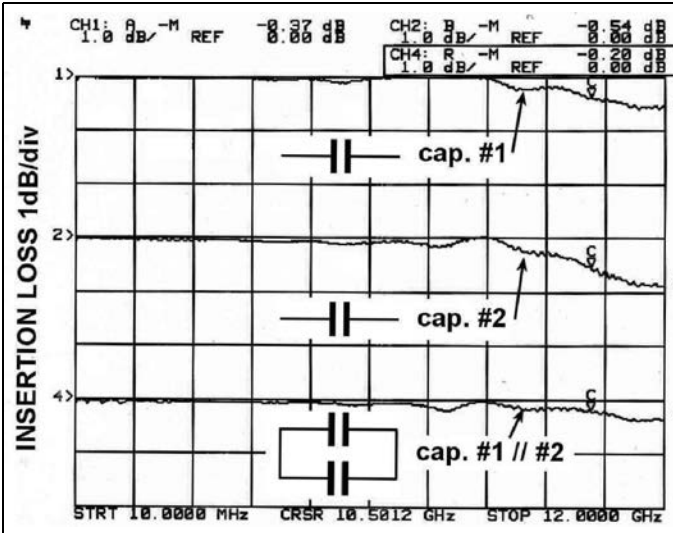 CH1: A -M -0.37 dB CH2: B -M -0.54 dB
1.0 dB/ REF 0.00 dB 1.0 dB/ REF 0.00 dB
CH4: R -M -0.20 dB
1.0 dB/ REF 0.00 dB
1>
C
cap. #1
2>
C
cap. #2
4>
C
cap. #1 // #2
INSERTION LOSS 1dB/div
STRT 10.0000 MHz CRSR 10.5012 GHz STOP 12.0000 GHz